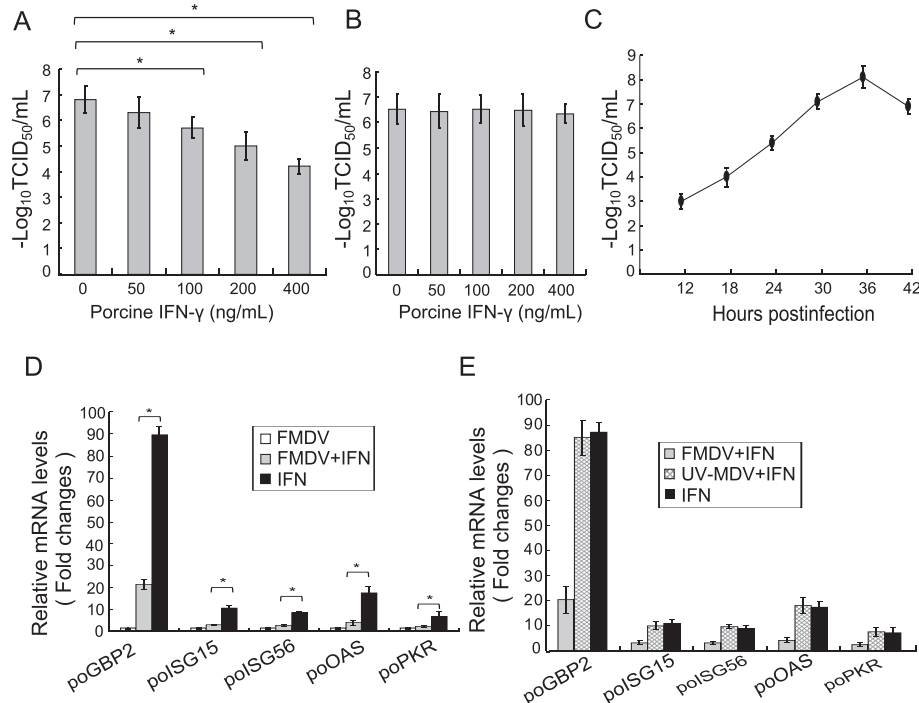 A
*
*
*
-Log10TCID50/mL
8
7
6
5
4
3
2
1
0
0 50 100 200 400
Porcine IFN-γ (ng/mL)
B
-Log10TCID50/mL
8
7
6
5
4
3
2
1
0
0 50 100 200 400
Porcine IFN-γ (ng/mL)
C
-Log10TCID50/mL
9
8
7
6
5
4
3
2
1
0
12 18 24 30 36 42
Hours postinfection
D
Relative mRNA levels
( Fold changes )
100
90
80
70
60
50
40
30
20
10
0
*
*
*
*
*
FMDV
FMDV+IFN
IFN
poGBP2 poISG15 poISG56 poOAS poPKR
E
Relative mRNA levels
( Fold changes )
100
90
80
70
60
50
40
30
20
10
0
FMDV+IFN
UV-MDV+IFN
IFN
poGBP2 poISG15 poISG56 poOAS poPKR